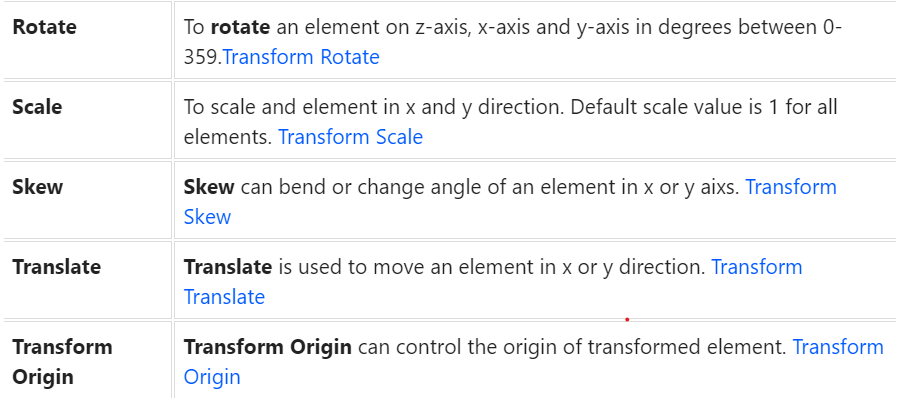 Rotate
To rotate an element on z-axis, x-axis and y-axis in degrees between 0-
359.Transform Rotate
Scale
To scale and element in x and y direction. Default scale value is 1 for all
elements. Transform Scale
Skew
Skew can bend or change angle of an element in x or y aixs. Transform
Skew
Translate
Translate is used to move an element in x or y direction. Transform
Translate
Transform
Origin
Transform Origin can control the origin of transformed element. Transform
Origin